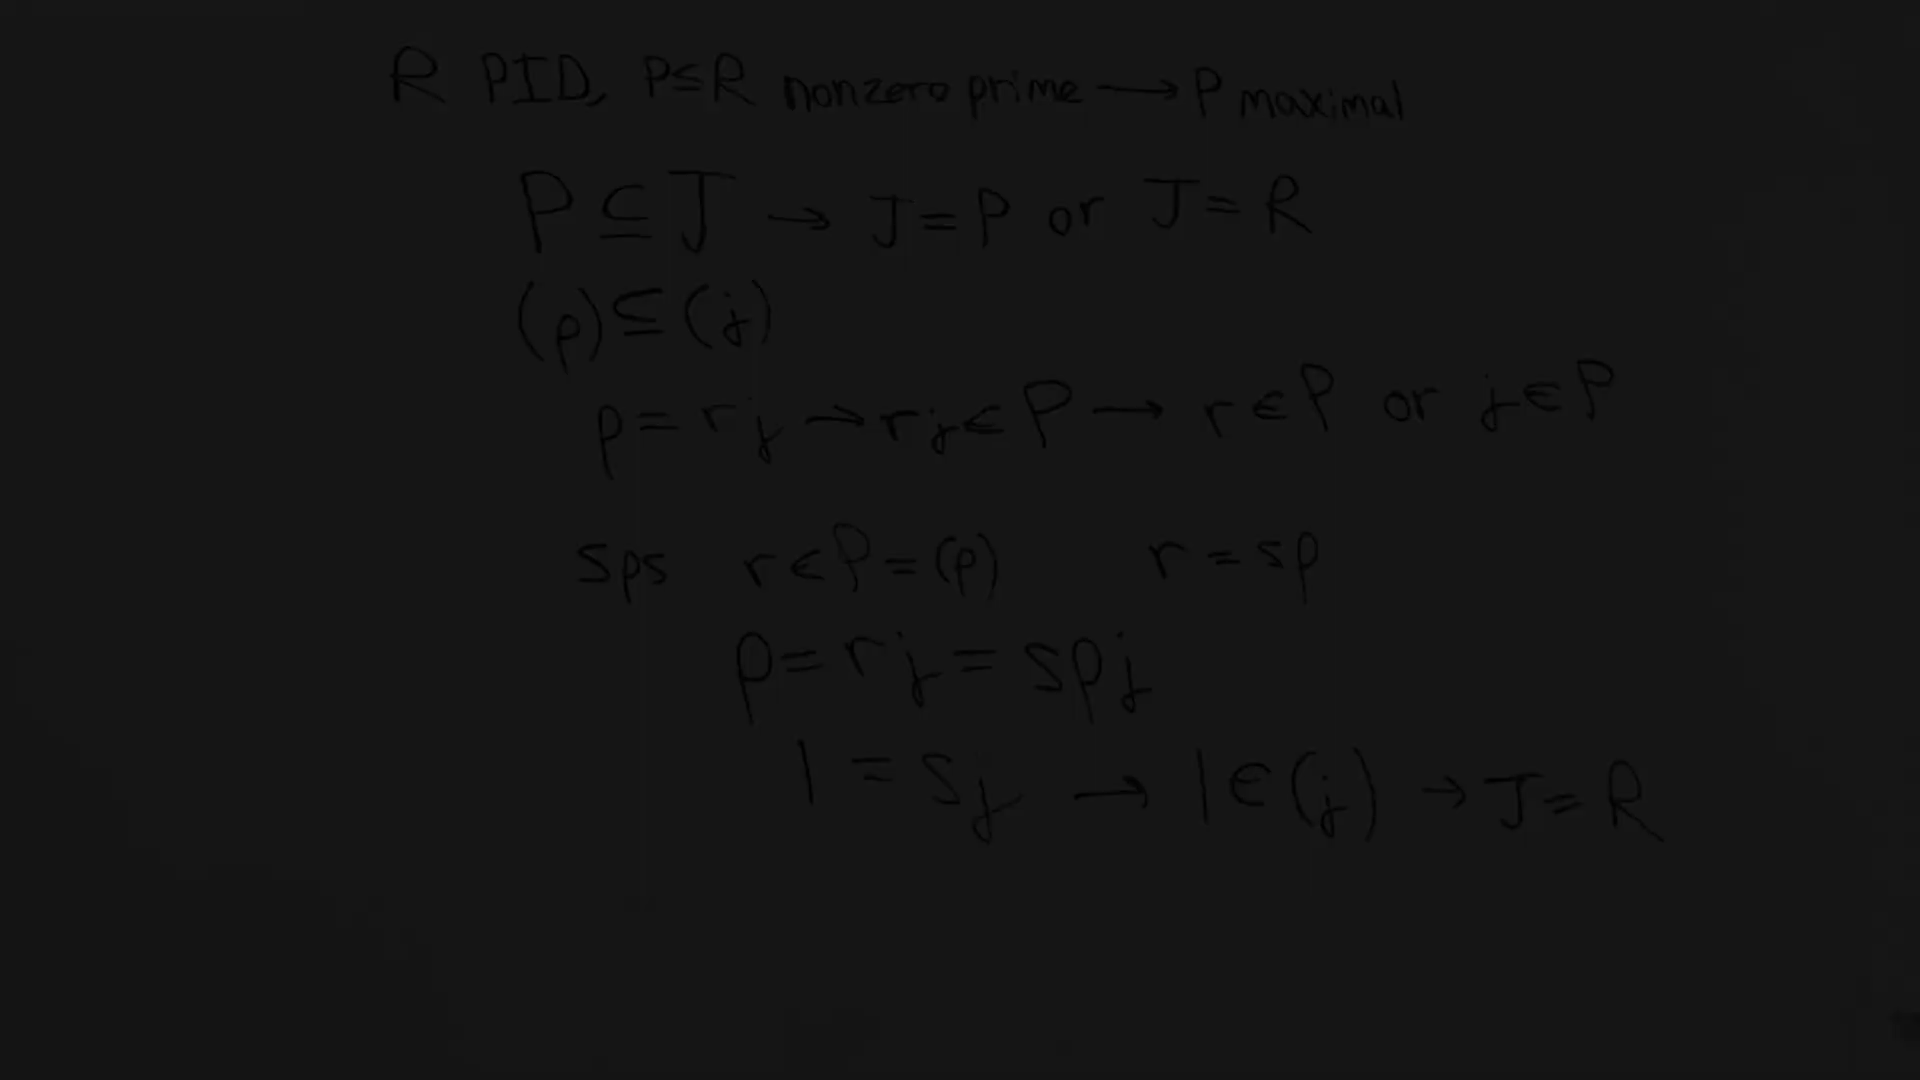 R PID, P≤R nonzero prime → P maximal
P ⊆ J → J = P or J = R
(p) ⊆ (j)
p = rj → rj ∈ P → r ∈ P or j ∈ P
sps r ∈ P = (p) r = sp
p = rj = spj
1 = sj → 1 ∈ (j) → J = R